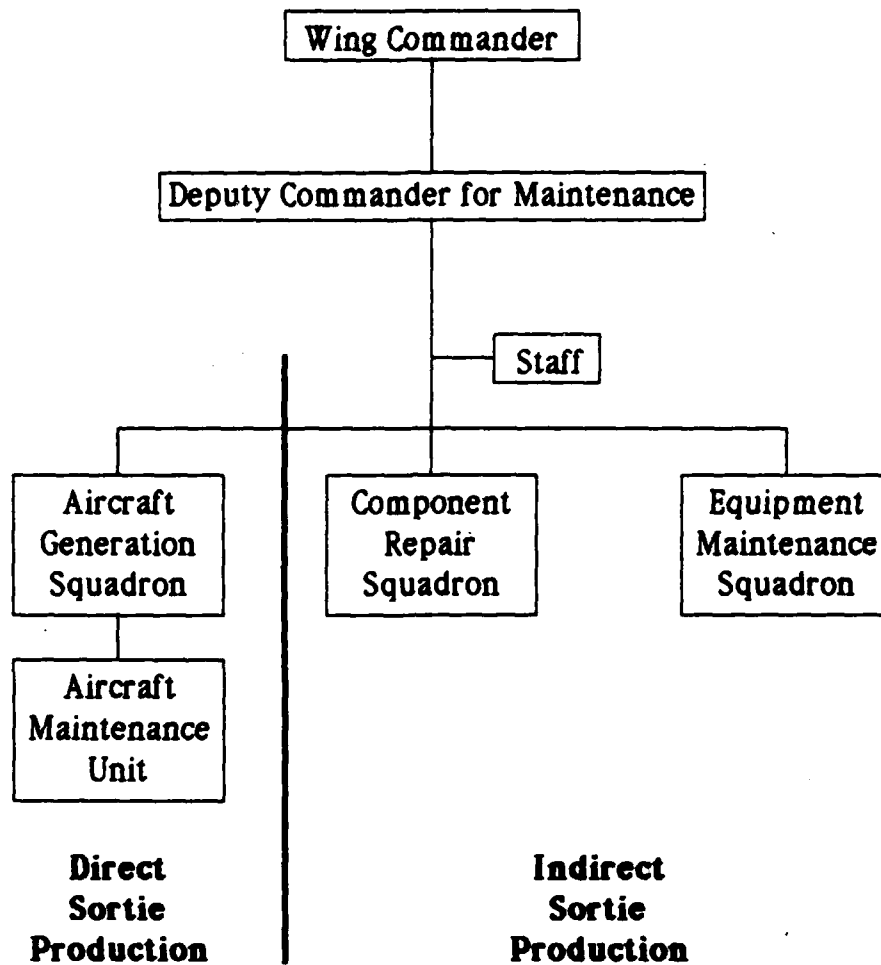 Wing Commander
Deputy Commander for Maintenance
Staff
Aircraft
Generation
Squadron
Component
Repair
Squadron
Equipment
Maintenance
Squadron
Aircraft
Maintenance
Unit
Direct
Sortie
Production
Indirect
Sortie
Production